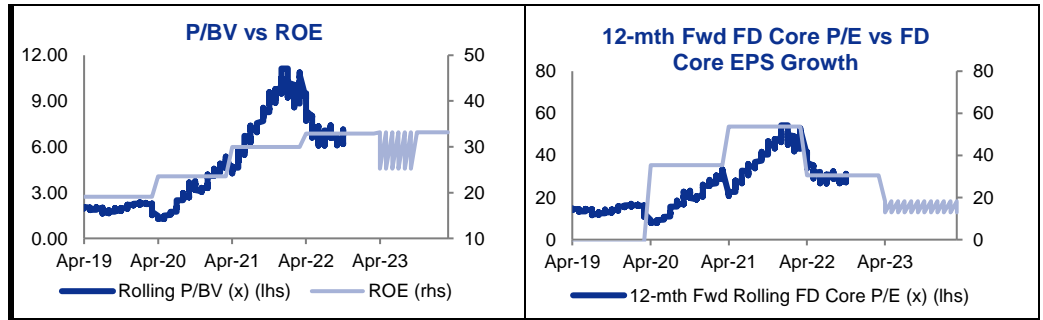 P/BV vs ROE
12.00
9.00
6.00
3.00
0.00
50
40
30
20
10
Apr-19 Apr-20 Apr-21 Apr-22 Apr-23
Rolling P/BV (x) (lhs) ROE (rhs)
12-mth Fwd FD Core P/E vs FD
Core EPS Growth
80
60
40
20
0
80
60
40
20
0
Apr-19 Apr-20 Apr-21 Apr-22 Apr-23
12-mth Fwd Rolling FD Core P/E (x) (lhs)